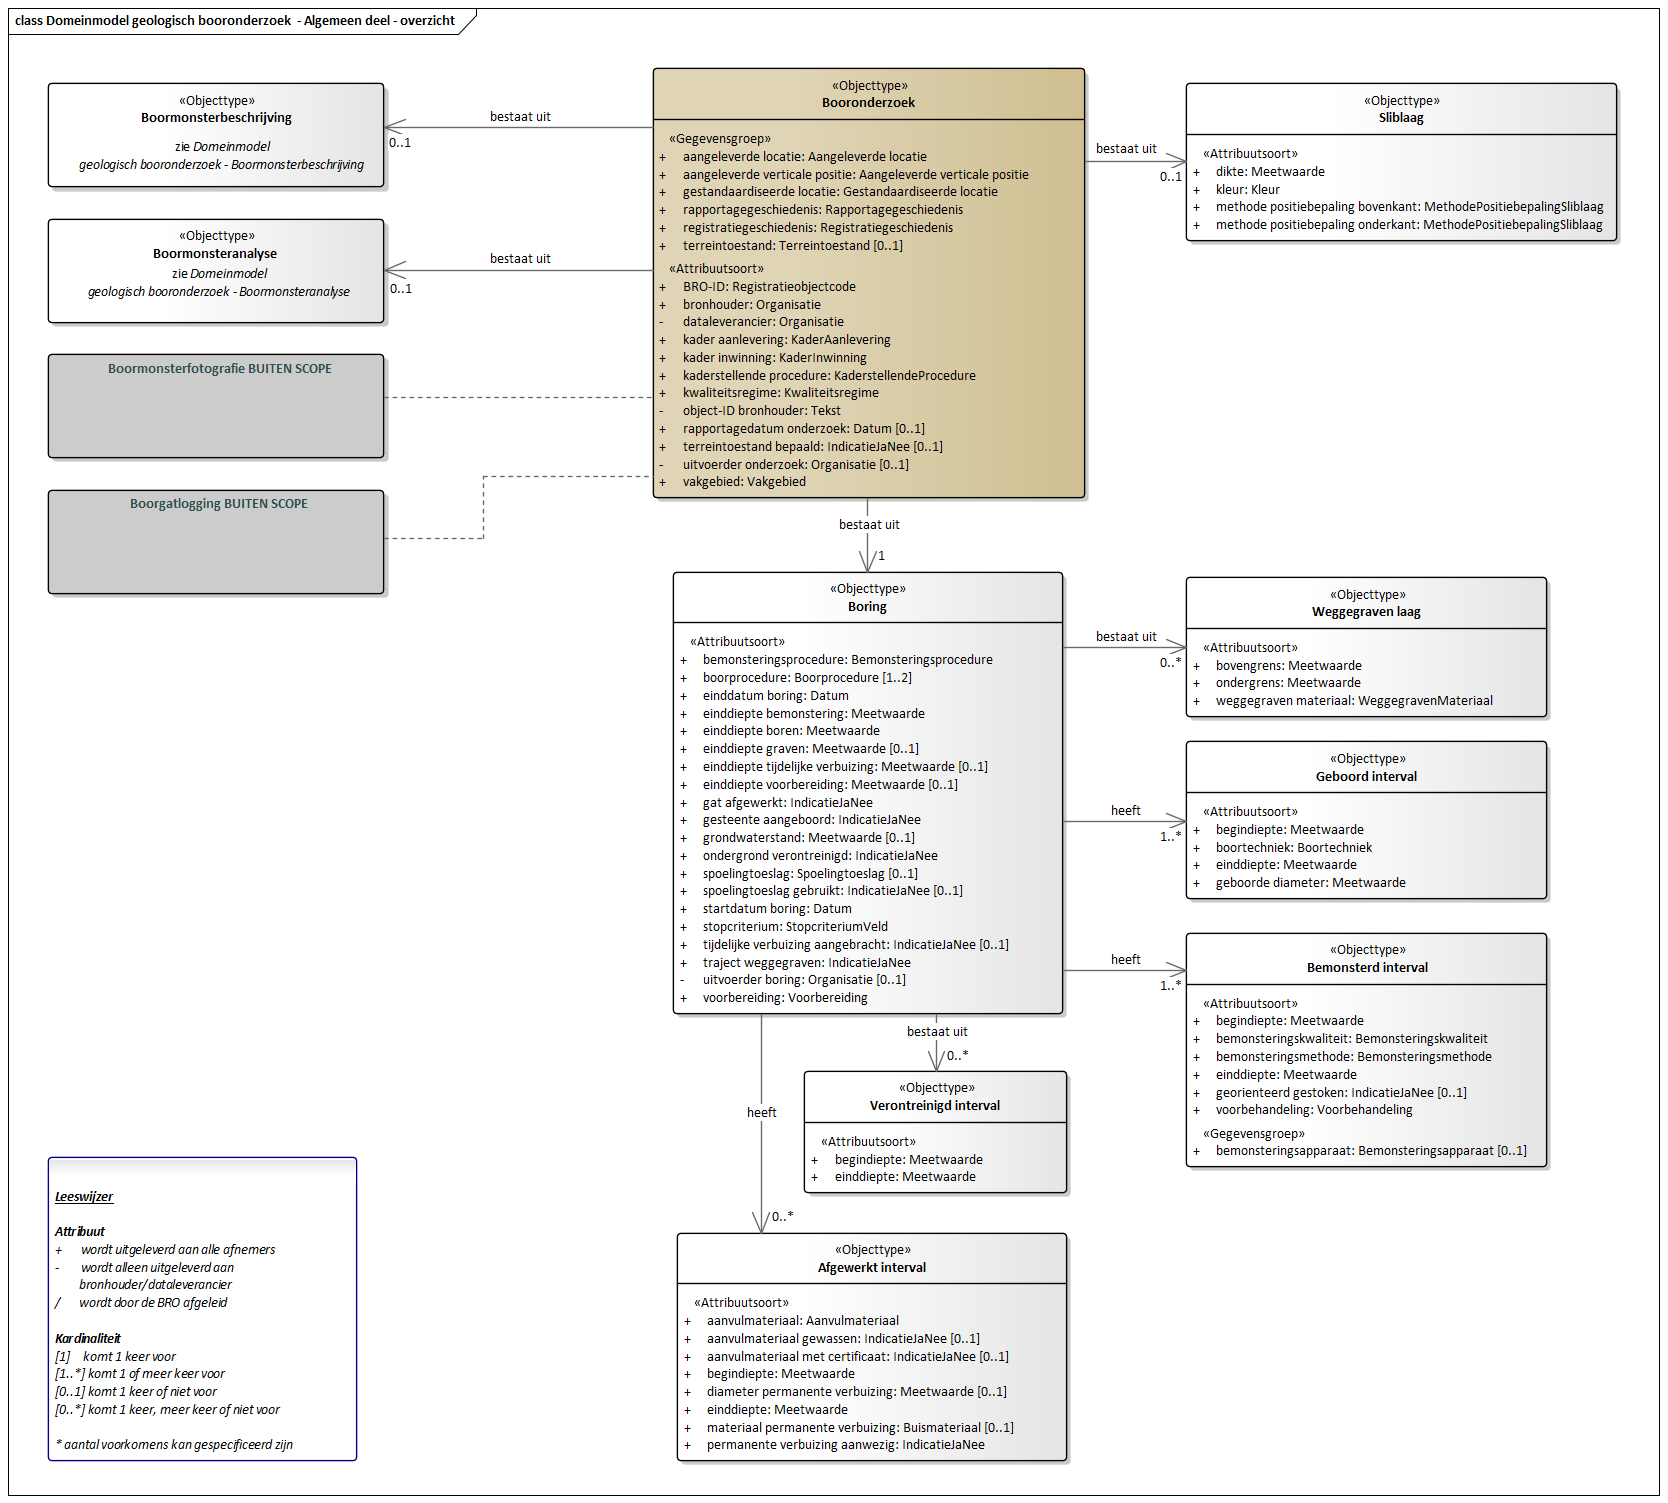 class Domeinmodel geologisch booronderzoek  - Algemeen deel - overzicht
«Objecttype»
Boormonsterbeschrijving
zie Domeinmodel
geologisch booronderzoek - Boormonsterbeschrijving
bestaat uit
0..1
«Objecttype»
Boormonsteranalyse
zie Domeinmodel
geologisch booronderzoek - Boormonsteranalyse
bestaat uit
0..1
Boormonsterfotografie BUITEN SCOPE
Boorgatlogging BUITEN SCOPE
«Objecttype»
Booronderzoek
«Gegevensgroep»
+ aangeleverde locatie: Aangeleverde locatie
+ aangeleverde verticale positie: Aangeleverde verticale positie
+ gestandaardiseerde locatie: Gestandaardiseerde locatie
+ rapportagegeschiedenis: Rapportagegeschiedenis
+ registratiegeschiedenis: Registratiegeschiedenis
+ terreintoestand: Terreintoestand [0..1]
«Attribuutsoort»
+ BRO-ID: Registratieobjectcode
+ bronhouder: Organisatie
- dataleverancier: Organisatie
+ kader aanlevering: KaderAanlevering
+ kader inwinning: KaderInwinning
+ kaderstellende procedure: KaderstellendeProcedure
+ kwaliteitsregime: Kwaliteitsregime
- object-ID bronhouder: Tekst
+ rapportagedatum onderzoek: Datum [0..1]
+ terreintoestand bepaald: IndicatieJaNee [0..1]
- uitvoerder onderzoek: Organisatie [0..1]
+ vakgebied: Vakgebied
bestaat uit
0..1
«Objecttype»
Sliblaag
«Attribuutsoort»
+ dikte: Meetwaarde
+ kleur: Kleur
+ methode positiebepaling bovenkant: MethodePositiebepalingSliblaag
+ methode positiebepaling onderkant: MethodePositiebepalingSliblaag
bestaat uit
1
«Objecttype»
Boring
«Attribuutsoort»
+ bemonsteringsprocedure: Bemonsteringsprocedure
+ boorprocedure: Boorprocedure [1..2]
+ einddatum boring: Datum
+ einddiepte bemonstering: Meetwaarde
+ einddiepte boren: Meetwaarde
+ einddiepte graven: Meetwaarde [0..1]
+ einddiepte tijdelijke verbuizing: Meetwaarde [0..1]
+ einddiepte voorbereiding: Meetwaarde [0..1]
+ gat afgewerkt: IndicatieJaNee
+ gesteente aangeboord: IndicatieJaNee
+ grondwaterstand: Meetwaarde [0..1]
+ ondergrond verontreinigd: IndicatieJaNee
+ spoelingtoeslag: Spoelingtoeslag [0..1]
+ spoelingtoeslag gebruikt: IndicatieJaNee [0..1]
+ startdatum boring: Datum
+ stopcriterium: StopcriteriumVeld
+ tijdelijke verbuizing aangebracht: IndicatieJaNee [0..1]
+ traject weggegraven: IndicatieJaNee
- uitvoerder boring: Organisatie [0..1]
+ voorbereiding: Voorbereiding
bestaat uit
0..*
«Objecttype»
Weggegraven laag
«Attribuutsoort»
+ bovengrens: Meetwaarde
+ ondergrens: Meetwaarde
+ weggegraven materiaal: WeggegravenMateriaal
heeft
1..*
«Objecttype»
Geboord interval
«Attribuutsoort»
+ begindiepte: Meetwaarde
+ boortechniek: Boortechniek
+ einddiepte: Meetwaarde
+ geboorde diameter: Meetwaarde
heeft
1..*
«Objecttype»
Bemonsterd interval
«Attribuutsoort»
+ begindiepte: Meetwaarde
+ bemonsteringskwaliteit: Bemonsteringskwaliteit
+ bemonsteringsmethode: Bemonsteringsmethode
+ einddiepte: Meetwaarde
+ georienteerd gestoken: IndicatieJaNee [0..1]
+ voorbehandeling: Voorbehandeling
«Gegevensgroep»
+ bemonsteringsapparaat: Bemonsteringsapparaat [0..1]
bestaat uit
0..*
«Objecttype»
Verontreinigd interval
«Attribuutsoort»
+ begindiepte: Meetwaarde
+ einddiepte: Meetwaarde
heeft
0..*
«Objecttype»
Afgewerkt interval
«Attribuutsoort»
+ aanvulmateriaal: Aanvulmateriaal
+ aanvulmateriaal gewassen: IndicatieJaNee [0..1]
+ aanvulmateriaal met certificaat: IndicatieJaNee [0..1]
+ begindiepte: Meetwaarde
+ diameter permanente verbuizing: Meetwaarde [0..1]
+ einddiepte: Meetwaarde
+ materiaal permanente verbuizing: Buismateriaal [0..1]
+ permanente verbuizing aanwezig: IndicatieJaNee
Leeswijzer
Attribuut
+ wordt uitgeleverd aan alle afnemers
- wordt alleen uitgeleverd aan
bronhouder/dataleverancier
/ wordt door de BRO afgeleid
Kardinaliteit
[1] komt 1 keer voor
[1..*] komt 1 of meer keer voor
[0..1] komt 1 keer of niet voor
[0..*] komt 1 keer, meer keer of niet voor
* aantal voorkomens kan gespecificeerd zijn